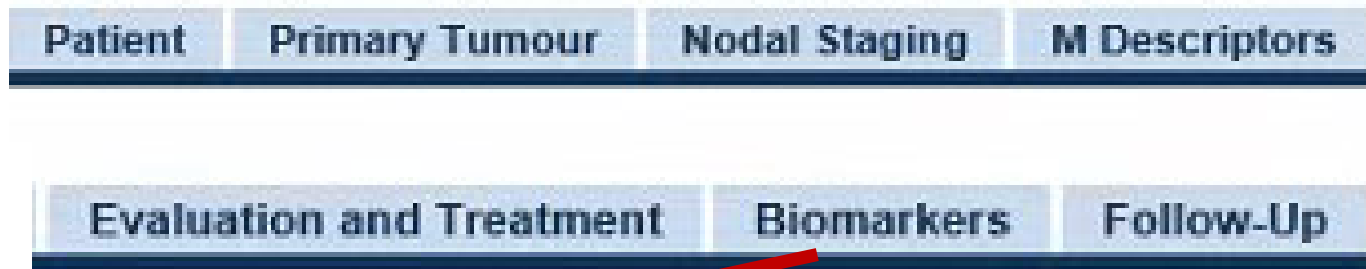 Patient Primary Tumour Nodal Staging M Descriptors
Evaluation and Treatment Biomarkers Follow-Up